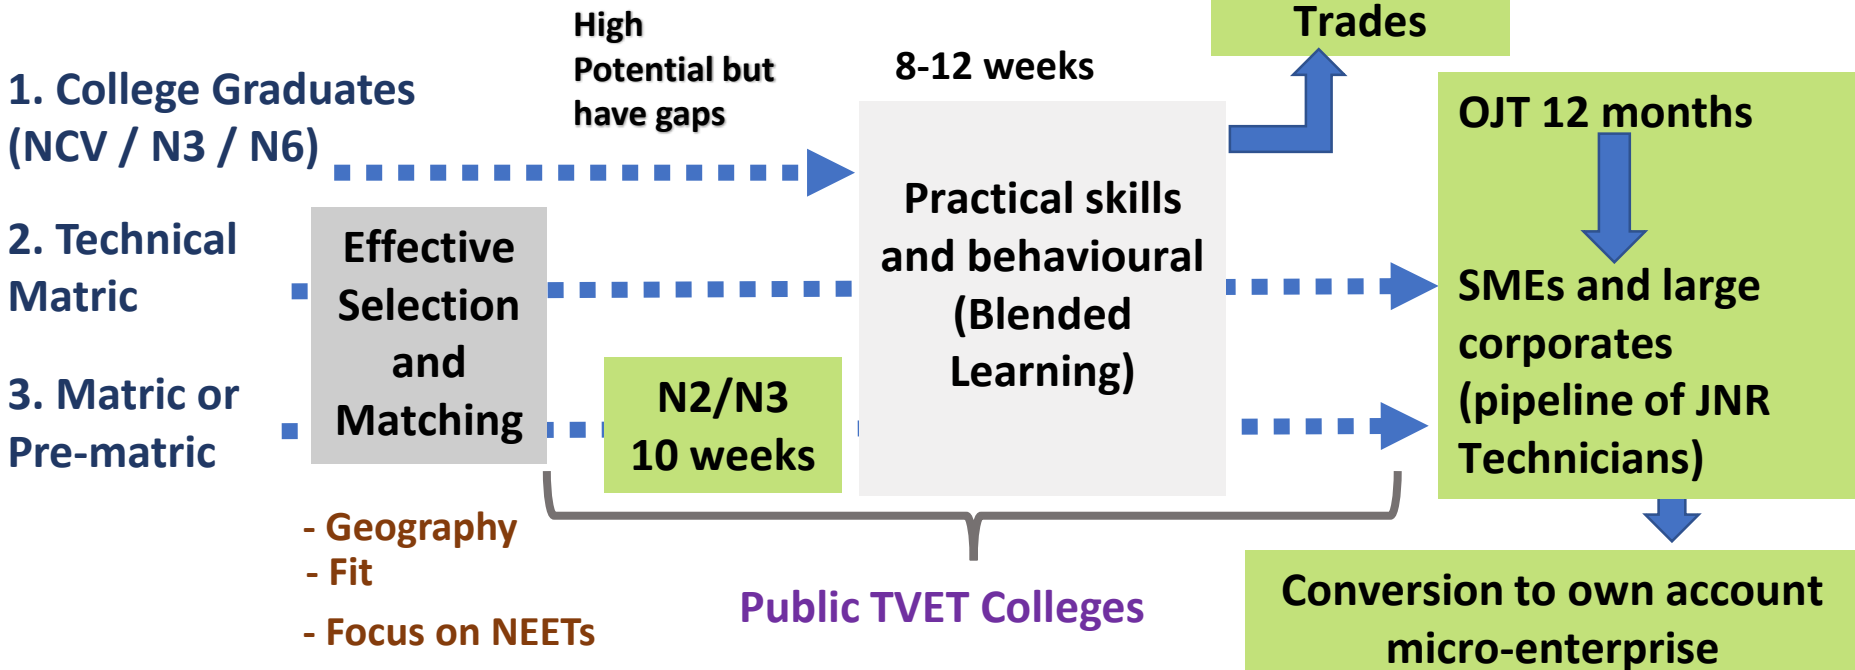 1. College Graduates
(NCV / N3 / N6)
2. Technical
Matric
3. Matric or
Pre-matric
High
Potential but
have gaps
Effective
Selection
and
Matching
- Geography
- Fit
- Focus on NEETs
N2/N3
10 weeks
8-12 weeks
Practical skills
and behavioural
(Blended
Learning)
Public TVET Colleges
Trades
OJT 12 months
SMEs and large
corporates
(pipeline of JNR
Technicians)
Conversion to own account
micro-enterprise